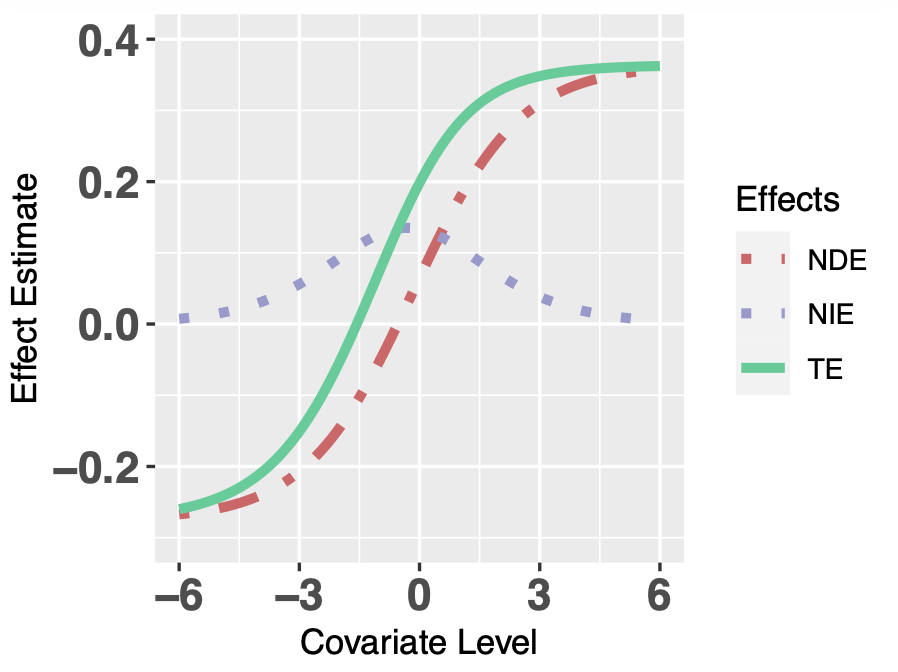 0.4
0.2
0.0
−0.2
−6 −3 0 3 6
Covariate Level
Effect Estimate
Effects
NDE
NIE
TE